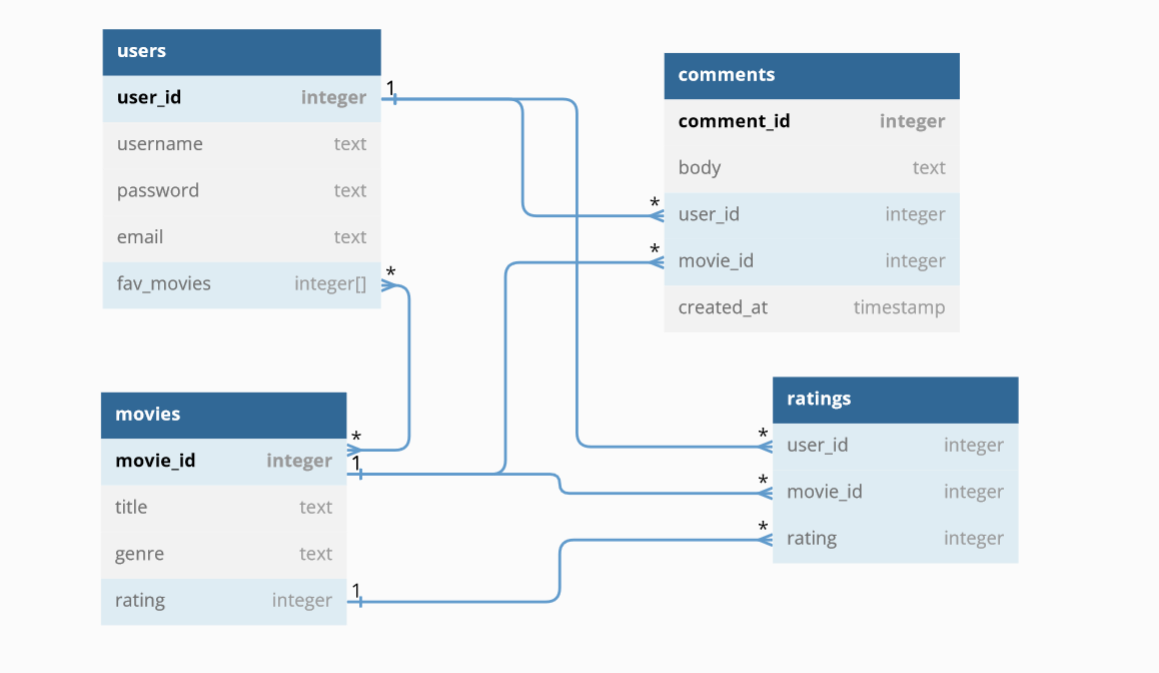 users
user_id integer
username text
password text
email text
fav_movies integer[]
1
*
comments
comment_id integer
body text
user_id integer
movie_id integer
created_at timestamp
*
*
movies
movie_id integer
title text
genre text
rating integer
*
1
1
ratings
user_id integer
movie_id integer
rating integer
*
*
*